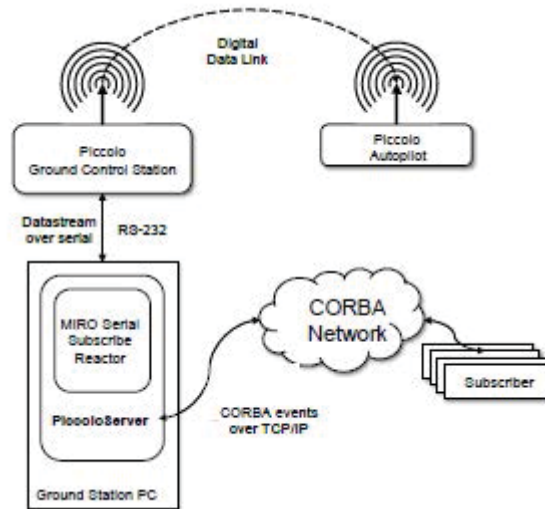 Digital
Data Link
Piccolo
Ground Control Station
Piccolo
Autopilot
Datastream
over serial
RS-232
MIRO Serial
Subscribe
Reactor
PiccoloServer
Ground Station PC
CORBA
Network
CORBA events
over TCP/IP
Subscriber